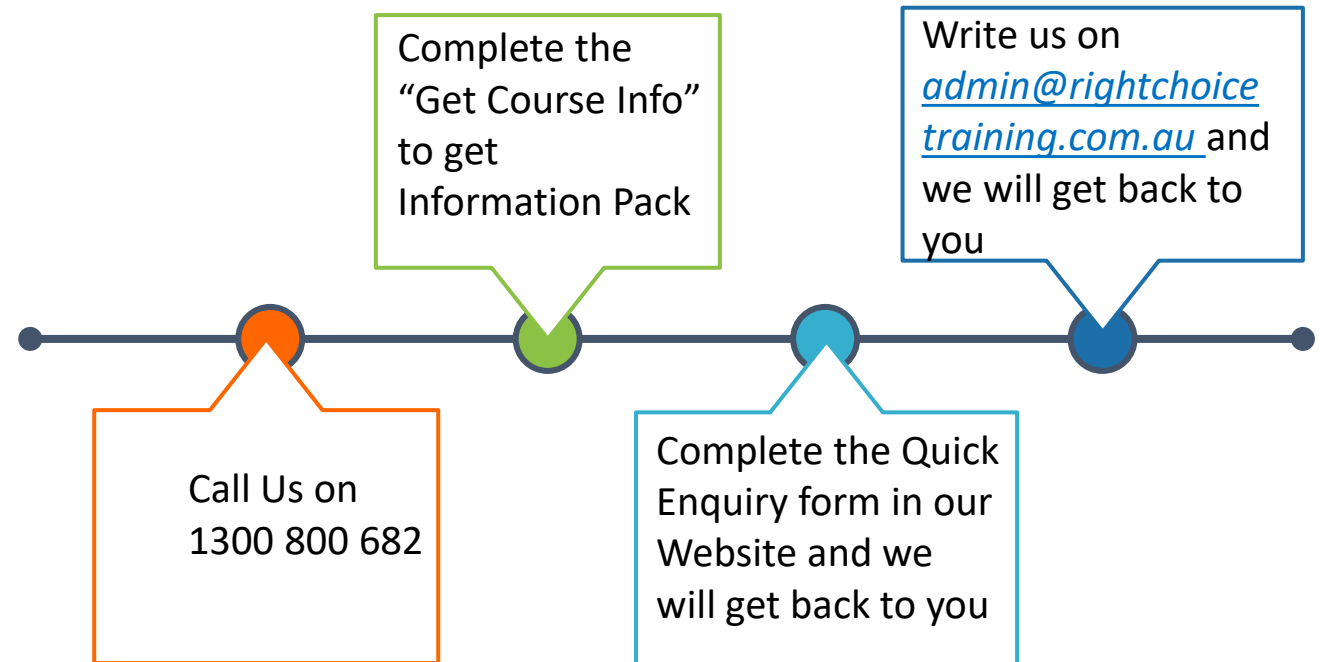 Call Us on
1300 800 682
Complete the
“Get Course Info”
to get
Information Pack
Complete the Quick
Enquiry form in our
Website and we
will get back to you
Write us on
admin@rightchoice
training.com.au and
we will get back to
you